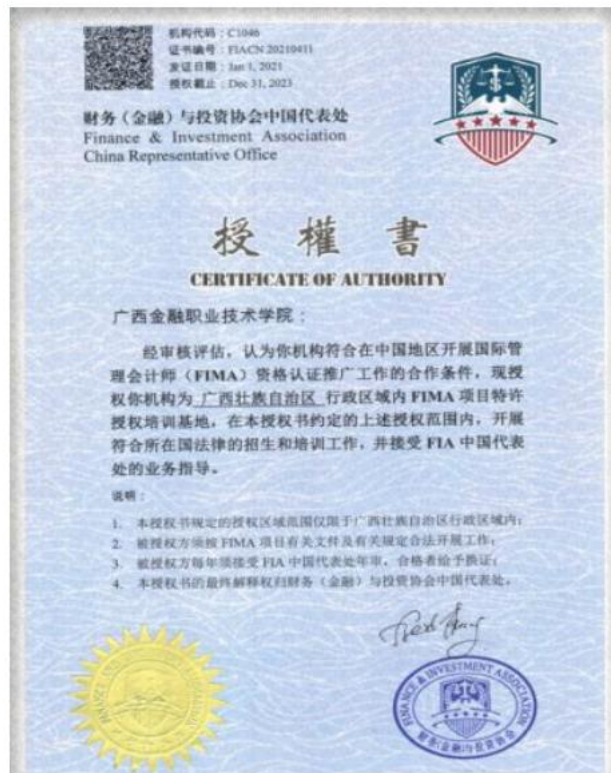 机构代码：C1046
证书编号：FIACN 20210411
发证日期：Jan 1, 2021
授权截止：Dec 31, 2023
财务（金融）与投资协会中国代表处
Finance & Investment Association
China Representative Office
授權書
CERTIFICATE OF AUTHORITY
广西金融职业技术学院：
经审核评估，认为你机构符合在中国地区开展国际管
理会计师（FIMA）资格认证推广工作的合作条件，现授
权你机构为 广西壮族自治区 行政区域内 FIMA 项目特许
授权培训基地，在本授权书约定的上述授权范围内，开展
符合所在国法律的招生和培训工作，并接受 FIA 中国代表
处的业务指导。
说明：
1. 本授权书规定的授权区域范围仅限于广西壮族自治区行政区域内；
2. 被授权方须按 FIMA 项目有关文件及有关规定合法开展工作；
3. 被授权方每年须接受 FIA 中国代表处年审，合格者给予换证；
4. 本授权书的最终解释权归财务（金融）与投资协会中国代表处。
FINANCE & INVESTMENT ASSOCIATION
财务(金融)与投资协会